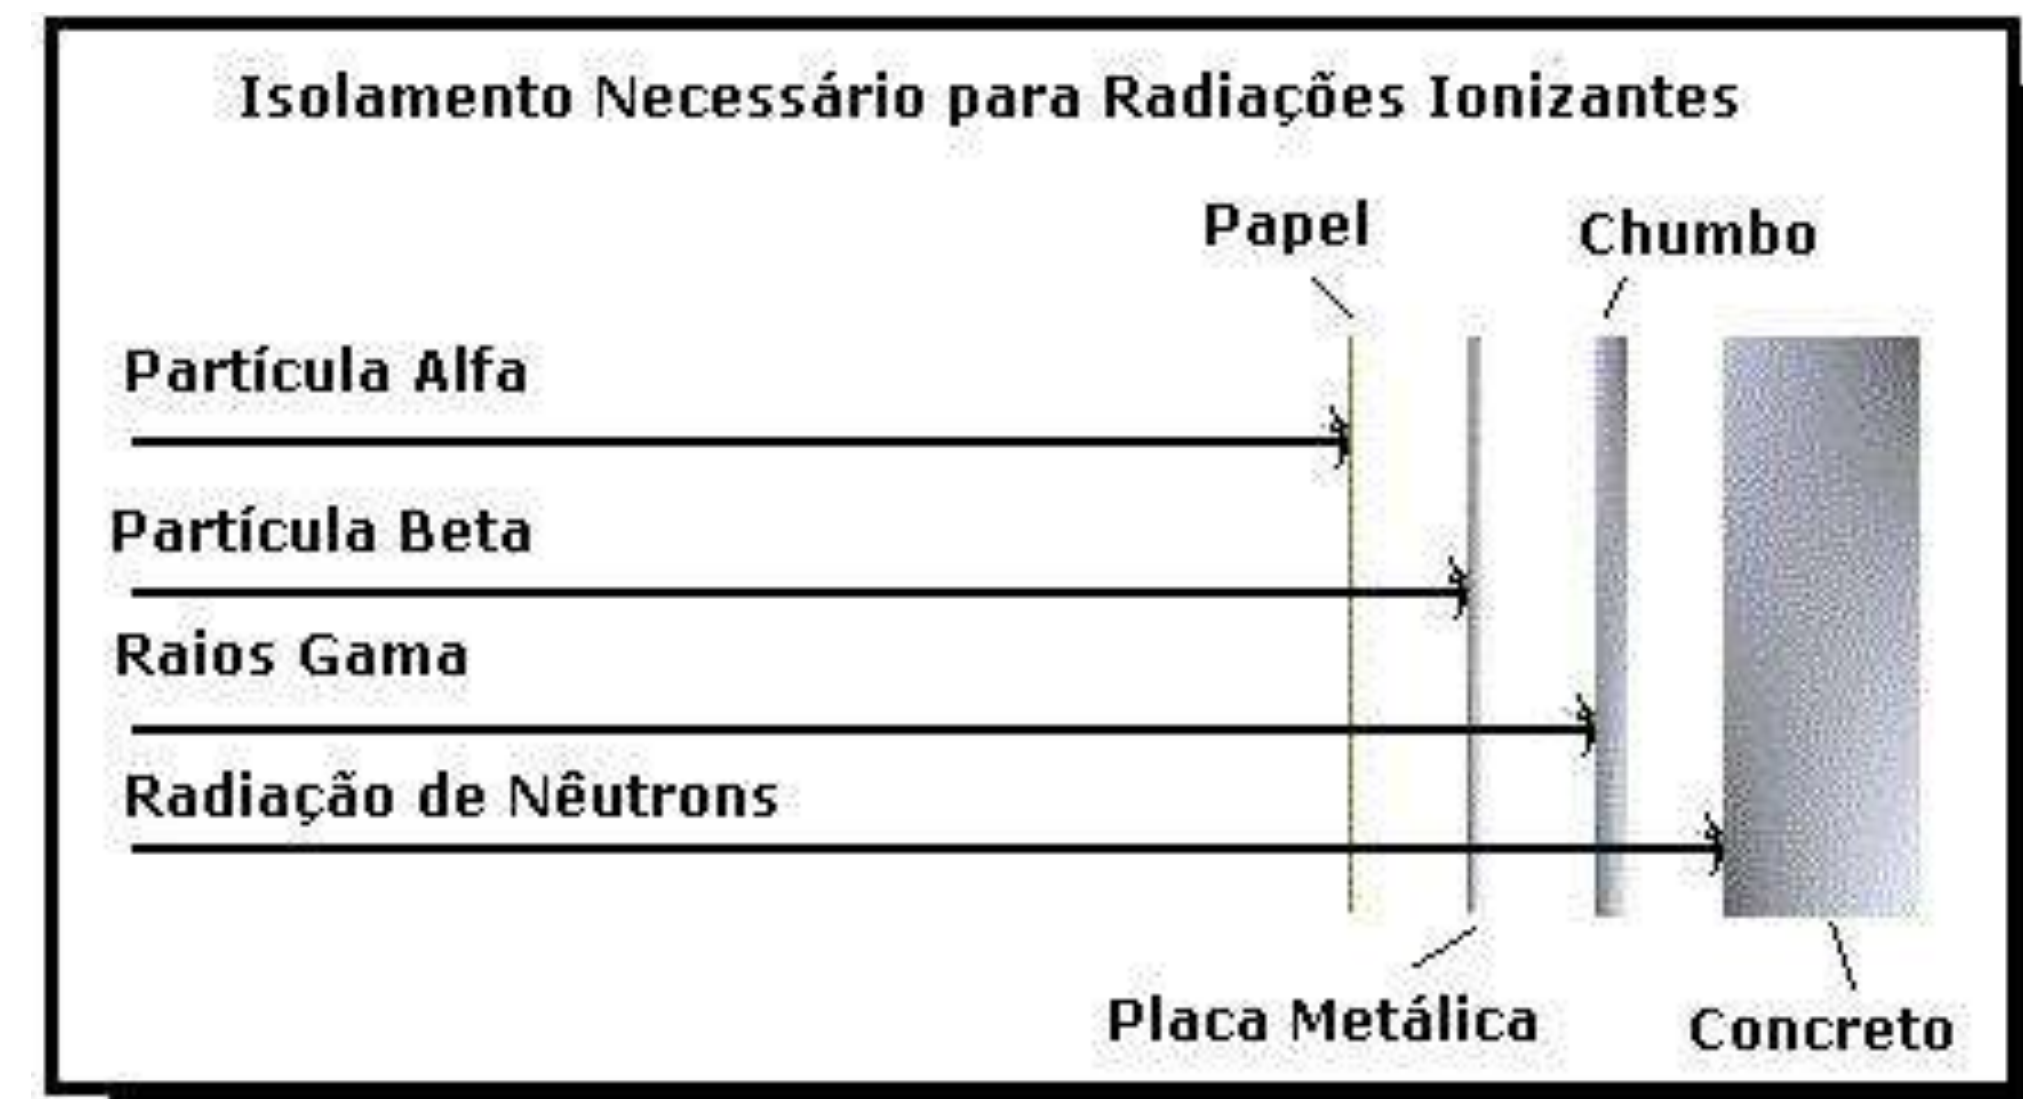 Isolamento Necessário para Radiações Ionizantes
Papel
Chumbo
Partícula Alfa
Partícula Beta
Raios Gama
Radiação de Nêutrons
Placa Metálica
Concreto